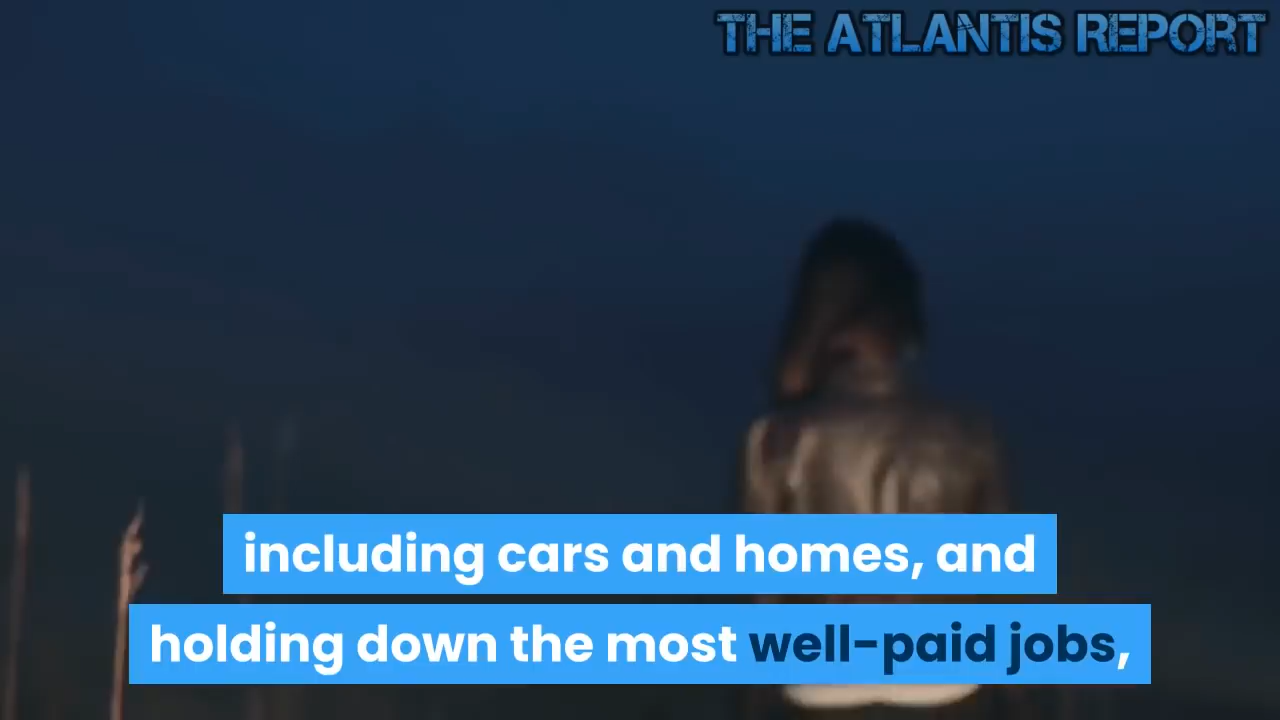 THE ATLANTIS REPORT
including cars and homes, and
holding down the most well-paid jobs,